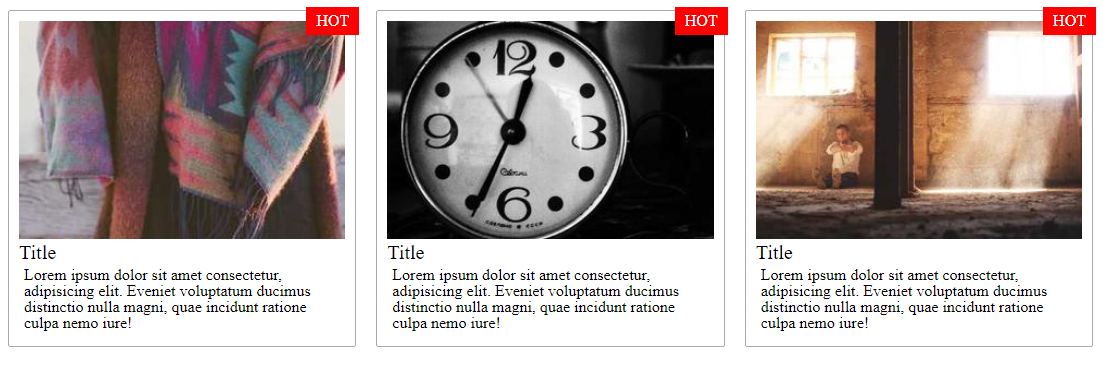 HOT
Title
Lorem ipsum dolor sit amet consectetur,
adipisicing elit. Eveniet voluptatum ducimus
distinctio nulla magni, quae incidunt ratione
culpa nemo iure!
HOT
12
9
3
6
Title
Lorem ipsum dolor sit amet consectetur,
adipisicing elit. Eveniet voluptatum ducimus
distinctio nulla magni, quae incidunt ratione
culpa nemo iure!
HOT
Title
Lorem ipsum dolor sit amet consectetur,
adipisicing elit. Eveniet voluptatum ducimus
distinctio nulla magni, quae incidunt ratione
culpa nemo iure!